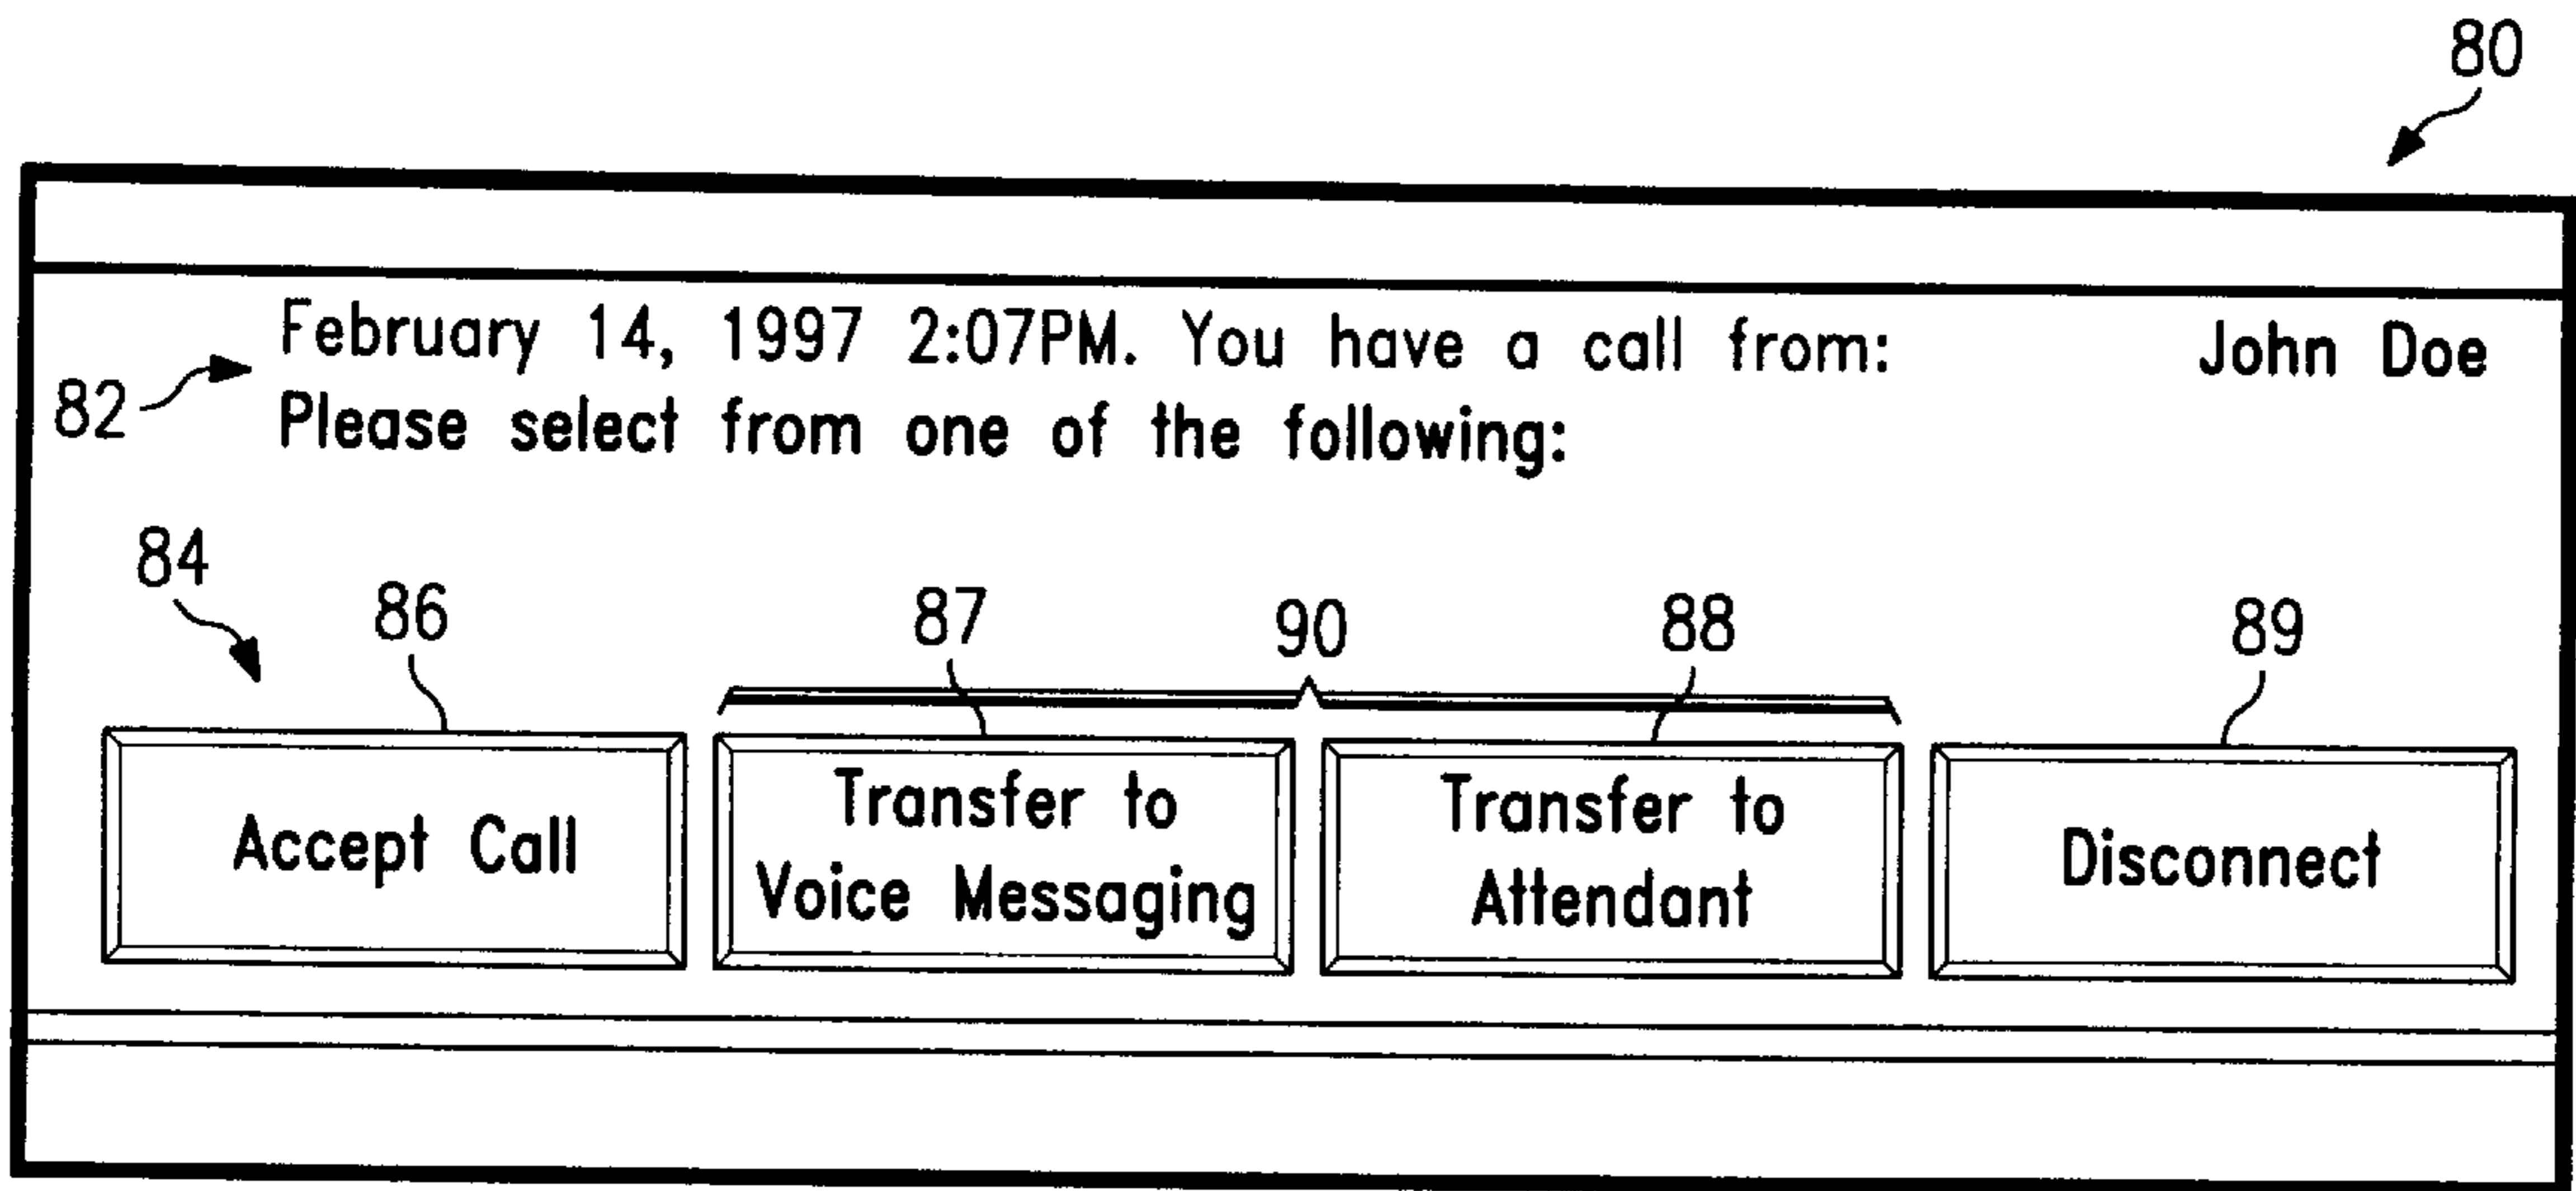 80
February 14, 1997 2:07PM. You have a call from: John Doe
82
Please select from one of the following:
84
86
87
90
88
89
Accept Call
Transfer to
Voice Messaging
Transfer to
Attendant
Disconnect